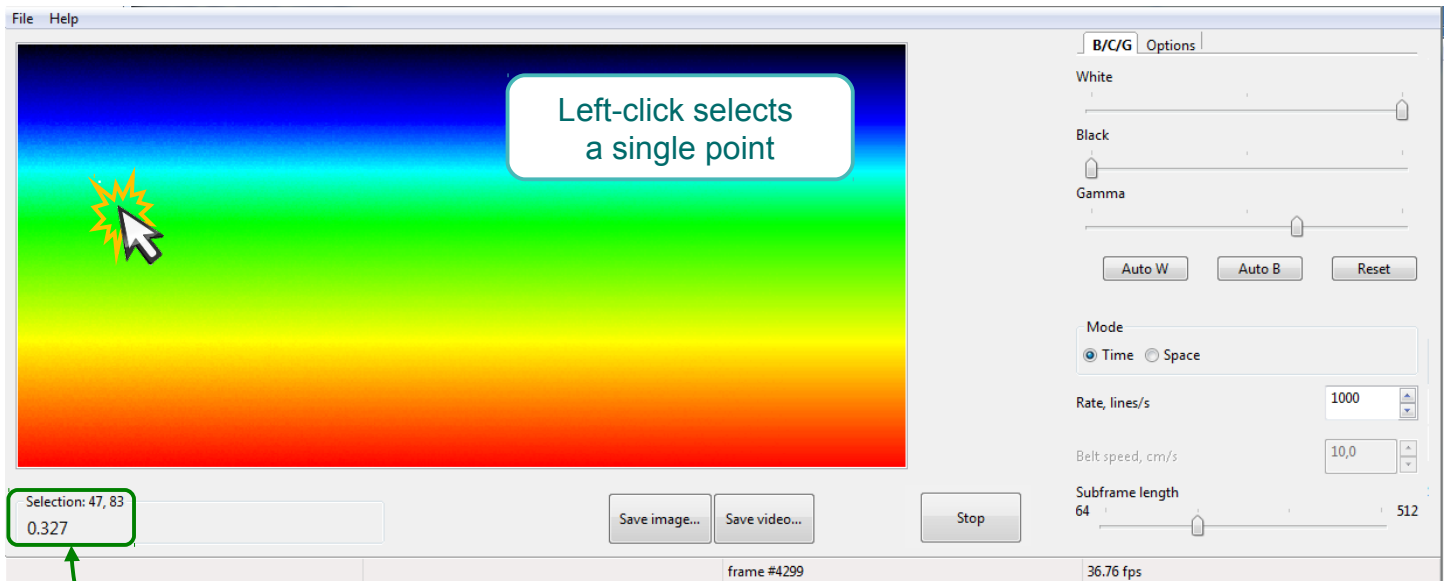 File Help
B/C/G Options
White
Left-click selects
a single point
Black
Gamma
Auto W Auto B Reset
Mode
Time Space
Rate, lines/s 1000
Belt speed, cm/s 10,0
Subframe length
64 512
Selection: 47, 83
0.327
Save image... Save video... Stop
frame #4299 36.76 fps